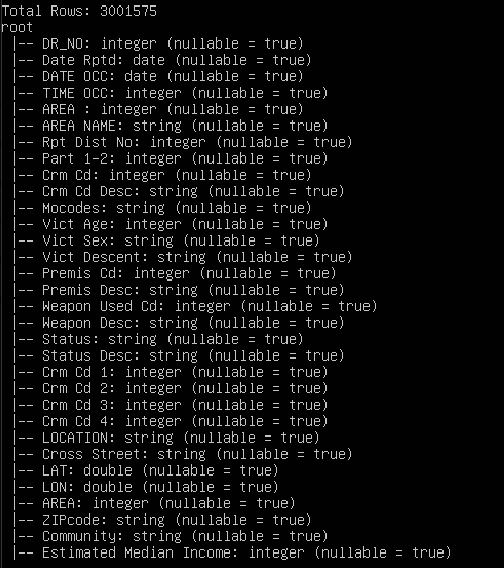 Total Rows: 3001575
root
 |-- DR_NO: integer (nullable = true)
 |-- Date Rptd: date (nullable = true)
 |-- DATE OCC: date (nullable = true)
 |-- TIME OCC: integer (nullable = true)
 |-- AREA : integer (nullable = true)
 |-- AREA NAME: string (nullable = true)
 |-- Rpt Dist No: integer (nullable = true)
 |-- Part 1-2: integer (nullable = true)
 |-- Crm Cd: integer (nullable = true)
 |-- Crm Cd Desc: string (nullable = true)
 |-- Mocodes: string (nullable = true)
 |-- Vict Age: integer (nullable = true)
 |-- Vict Sex: string (nullable = true)
 |-- Vict Descent: string (nullable = true)
 |-- Premis Cd: integer (nullable = true)
 |-- Premis Desc: string (nullable = true)
 |-- Weapon Used Cd: integer (nullable = true)
 |-- Weapon Desc: string (nullable = true)
 |-- Status: string (nullable = true)
 |-- Status Desc: string (nullable = true)
 |-- Crm Cd 1: integer (nullable = true)
 |-- Crm Cd 2: integer (nullable = true)
 |-- Crm Cd 3: integer (nullable = true)
 |-- Crm Cd 4: integer (nullable = true)
 |-- LOCATION: string (nullable = true)
 |-- Cross Street: string (nullable = true)
 |-- LAT: double (nullable = true)
 |-- LON: double (nullable = true)
 |-- AREA: integer (nullable = true)
 |-- ZIPcode: string (nullable = true)
 |-- Community: string (nullable = true)
 |-- Estimated Median Income: integer (nullable = true)